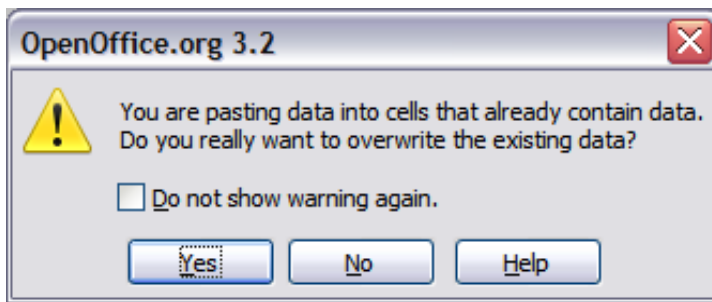 OpenOffice.org 3.2
You are pasting data into cells that already contain data.
Do you really want to overwrite the existing data?
Do not show warning again.
Yes No Help